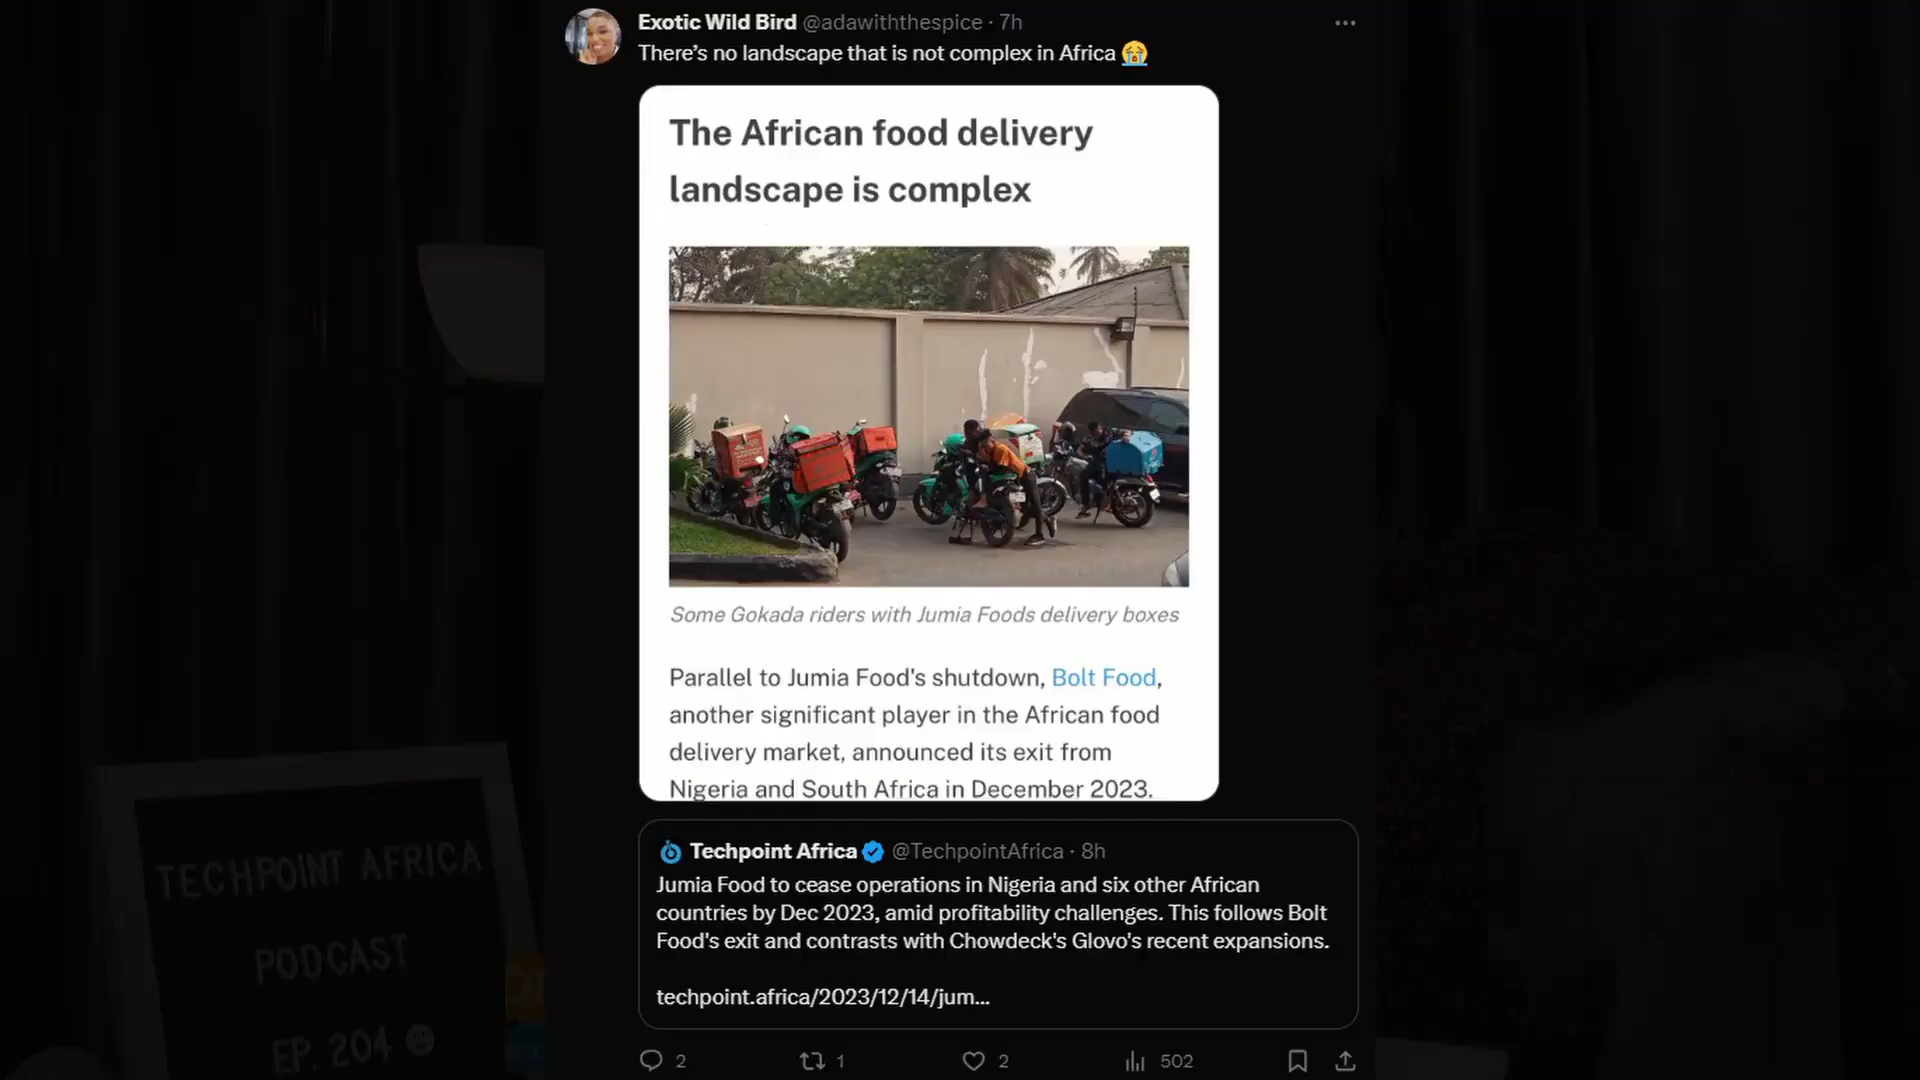 Exotic Wild Bird @adawiththespice · 7h
There's no landscape that is not complex in Africa 😭
The African food delivery
landscape is complex
Some Gokada riders with Jumia Foods delivery boxes
Parallel to Jumia Food's shutdown, Bolt Food,
another significant player in the African food
delivery market, announced its exit from
Nigeria and South Africa in December 2023.
Techpoint Africa @TechpointAfrica · 8h
Jumia Food to cease operations in Nigeria and six other African
countries by Dec 2023, amid profitability challenges. This follows Bolt
Food's exit and contrasts with Chowdeck's Glovo's recent expansions.
techpoint.africa/2023/12/14/jum...
2 1 2 502
TECHPOINT AFRICA
PODCAST
EP. 204